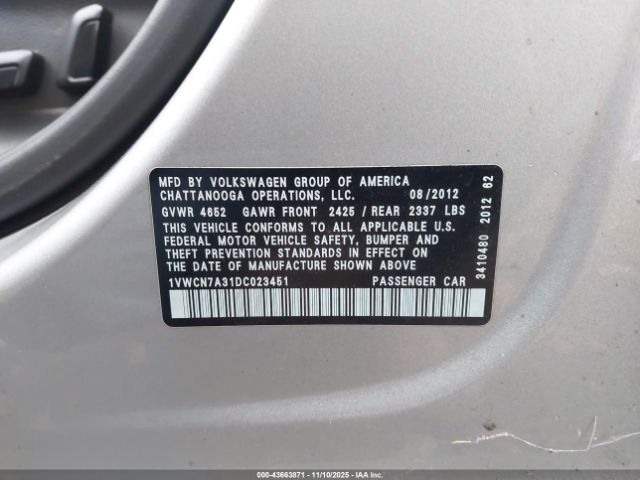 MFD BY VOLKSWAGEN GROUP OF AMERICA
CHATTANOOGA OPERATIONS, LLC. 08/2012
GVWR 4652 GAWR FRONT 2425 / REAR 2337 LBS
THIS VEHICLE CONFORMS TO ALL APPLICABLE U.S.
FEDERAL MOTOR VEHICLE SAFETY, BUMPER AND
THEFT PREVENTION STANDARDS IN EFFECT ON THE
DATE OF MANUFACTURE SHOWN ABOVE
1VWCN7A31DC023451 PASSENGER CAR
3410480 2012 62
000-43663871 - 11/10/2025 - IAAI.COM